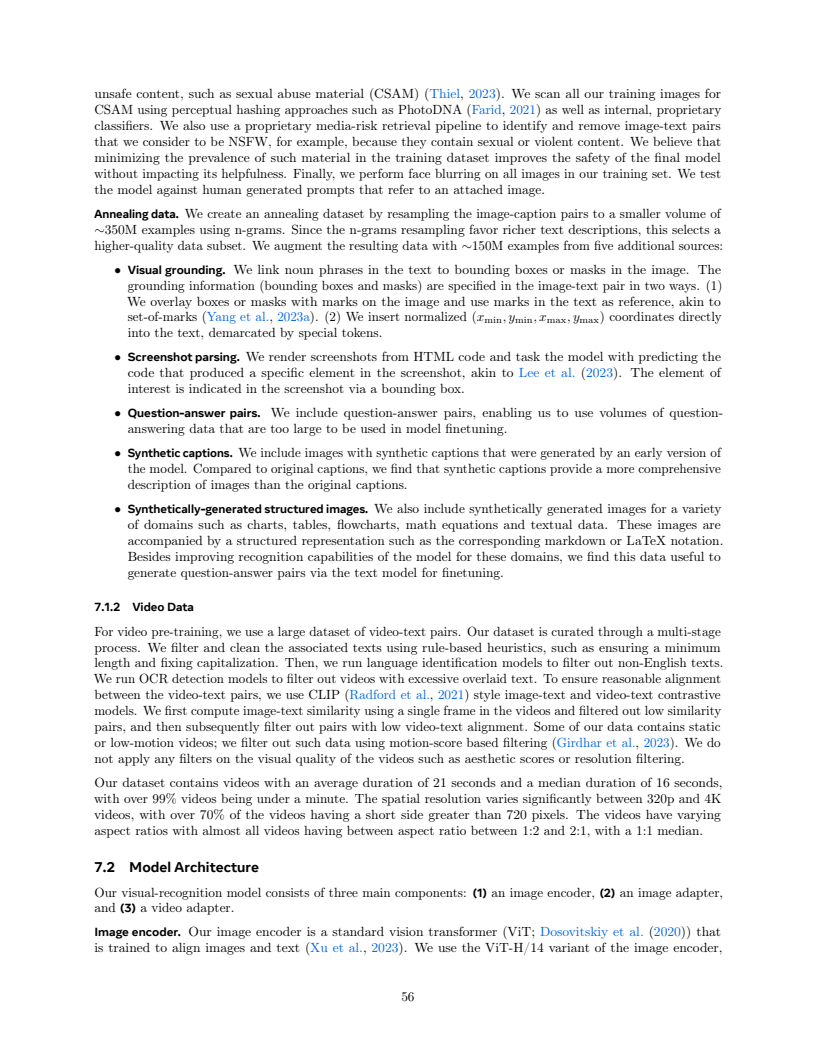 unsafe content, such as sexual abuse material (CSAM) (Thiel, 2023). We scan all our training images for
CSAM using perceptual hashing approaches such as PhotoDNA (Farid, 2021) as well as internal, proprietary
classifiers. We also use a proprietary media-risk retrieval pipeline to identify and remove image-text pairs
that we consider to be NSFW, for example, because they contain sexual or violent content. We believe that
minimizing the prevalence of such material in the training dataset improves the safety of the final model
without impacting its helpfulness. Finally, we perform face blurring on all images in our training set. We test
the model against human generated prompts that refer to an attached image.
Annealing data. We create an annealing dataset by resampling the image-caption pairs to a smaller volume of
∼350M examples using n-grams. Since the n-grams resampling favor richer text descriptions, this selects a
higher-quality data subset. We augment the resulting data with ∼150M examples from five additional sources:
• Visual grounding. We link noun phrases in the text to bounding boxes or masks in the image. The
grounding information (bounding boxes and masks) are specified in the image-text pair in two ways. (1)
We overlay boxes or masks with marks on the image and use marks in the text as reference, akin to
set-of-marks (Yang et al., 2023a). (2) We insert normalized (xmin, ymin, xmax, ymax) coordinates directly
into the text, demarcated by special tokens.
• Screenshot parsing. We render screenshots from HTML code and task the model with predicting the
code that produced a specific element in the screenshot, akin to Lee et al. (2023). The element of
interest is indicated in the screenshot via a bounding box.
• Question-answer pairs. We include question-answer pairs, enabling us to use volumes of question-
answering data that are too large to be used in model finetuning.
• Synthetic captions. We include images with synthetic captions that were generated by an early version of
the model. Compared to original captions, we find that synthetic captions provide a more comprehensive
description of images than the original captions.
• Synthetically-generated structured images. We also include synthetically generated images for a variety
of domains such as charts, tables, flowcharts, math equations and textual data. These images are
accompanied by a structured representation such as the corresponding markdown or LaTeX notation.
Besides improving recognition capabilities of the model for these domains, we find this data useful to
generate question-answer pairs via the text model for finetuning.
7.1.2 Video Data
For video pre-training, we use a large dataset of video-text pairs. Our dataset is curated through a multi-stage
process. We filter and clean the associated texts using rule-based heuristics, such as ensuring a minimum
length and fixing capitalization. Then, we run language identification models to filter out non-English texts.
We run OCR detection models to filter out videos with excessive overlaid text. To ensure reasonable alignment
between the video-text pairs, we use CLIP (Radford et al., 2021) style image-text and video-text contrastive
models. We first compute image-text similarity using a single frame in the videos and filtered out low similarity
pairs, and then subsequently filter out pairs with low video-text alignment. Some of our data contains static
or low-motion videos; we filter out such data using motion-score based filtering (Girdhar et al., 2023). We do
not apply any filters on the visual quality of the videos such as aesthetic scores or resolution filtering.
Our dataset contains videos with an average duration of 21 seconds and a median duration of 16 seconds,
with over 99% videos being under a minute. The spatial resolution varies significantly between 320p and 4K
videos, with over 70% of the videos having a short side greater than 720 pixels. The videos have varying
aspect ratios with almost all videos having between aspect ratio between 1:2 and 2:1, with a 1:1 median.
7.2 Model Architecture
Our visual-recognition model consists of three main components: (1) an image encoder, (2) an image adapter,
and (3) a video adapter.
Image encoder. Our image encoder is a standard vision transformer (ViT; Dosovitskiy et al. (2020)) that
is trained to align images and text (Xu et al., 2023). We use the ViT-H/14 variant of the image encoder,
56